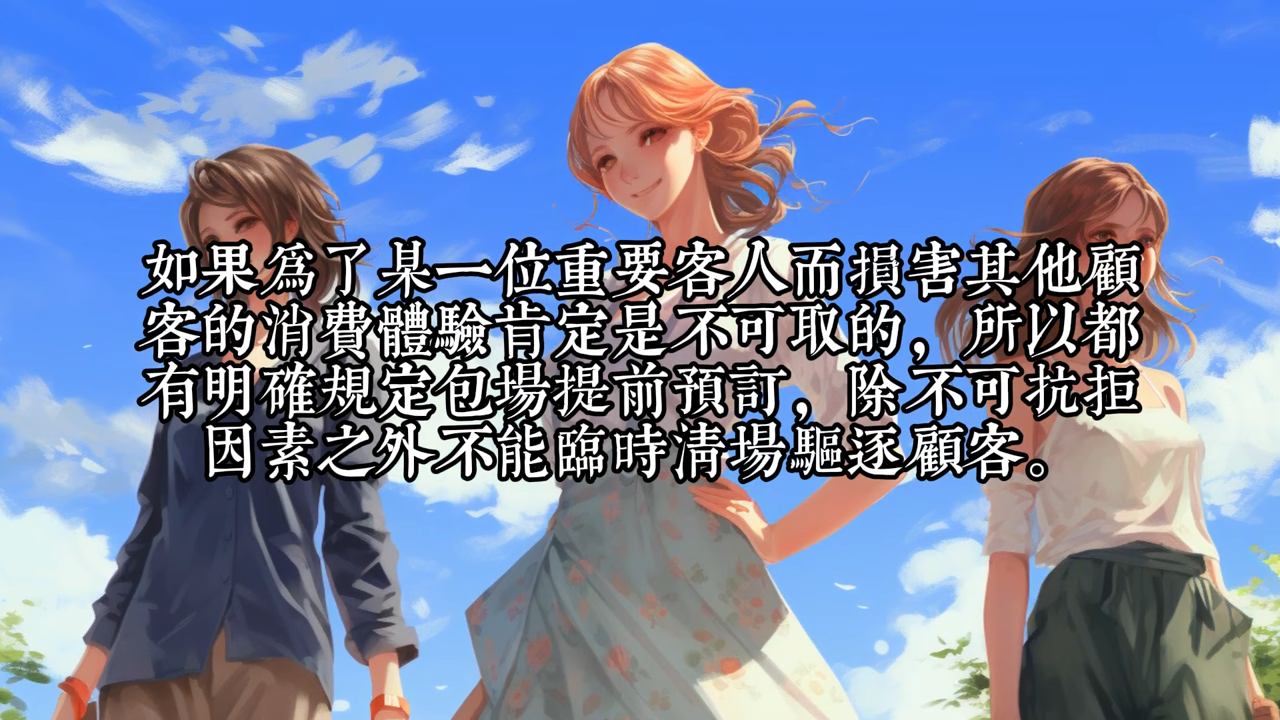 如果爲了某一位重要客人而損害其他顧
客的消費體驗肯定是不可取的，所以都
有明確規定包場提前預訂，除不可抗拒
因素之外不能臨時清場驅逐顧客。